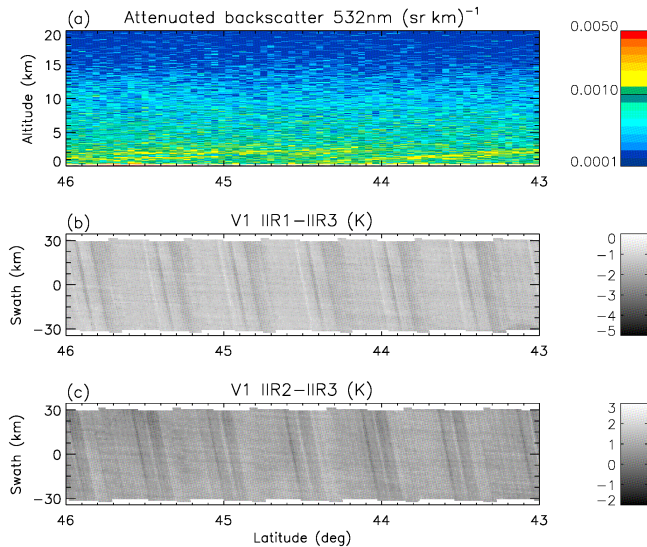 (a) Attenuated backscatter 532nm (sr km)⁻¹
Altitude (km)
20
15
10
5
0
46 45 44 43
0.0050
0.0010
0.0001
(b) V1 IIR1−IIR3 (K)
Swath (km)
30
0
−30
46 45 44 43
0
−1
−2
−3
−4
−5
(c) V1 IIR2−IIR3 (K)
Swath (km)
30
0
−30
46 45 44 43
Latitude (deg)
3
2
1
0
−1
−2